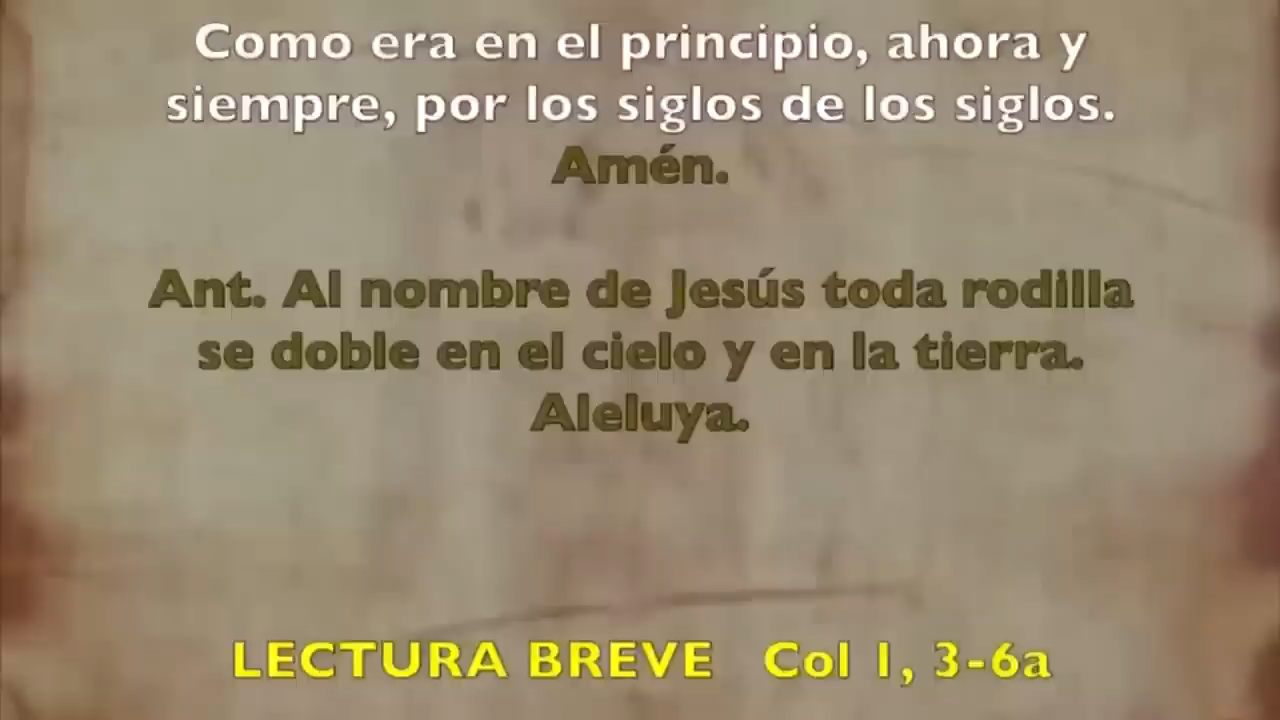 Como era en el principio, ahora y
siempre, por los siglos de los siglos.
Amén.
Ant. Al nombre de Jesús toda rodilla
se doble en el cielo y en la tierra.
Aleluya.
LECTURA BREVE Col 1, 3-6a